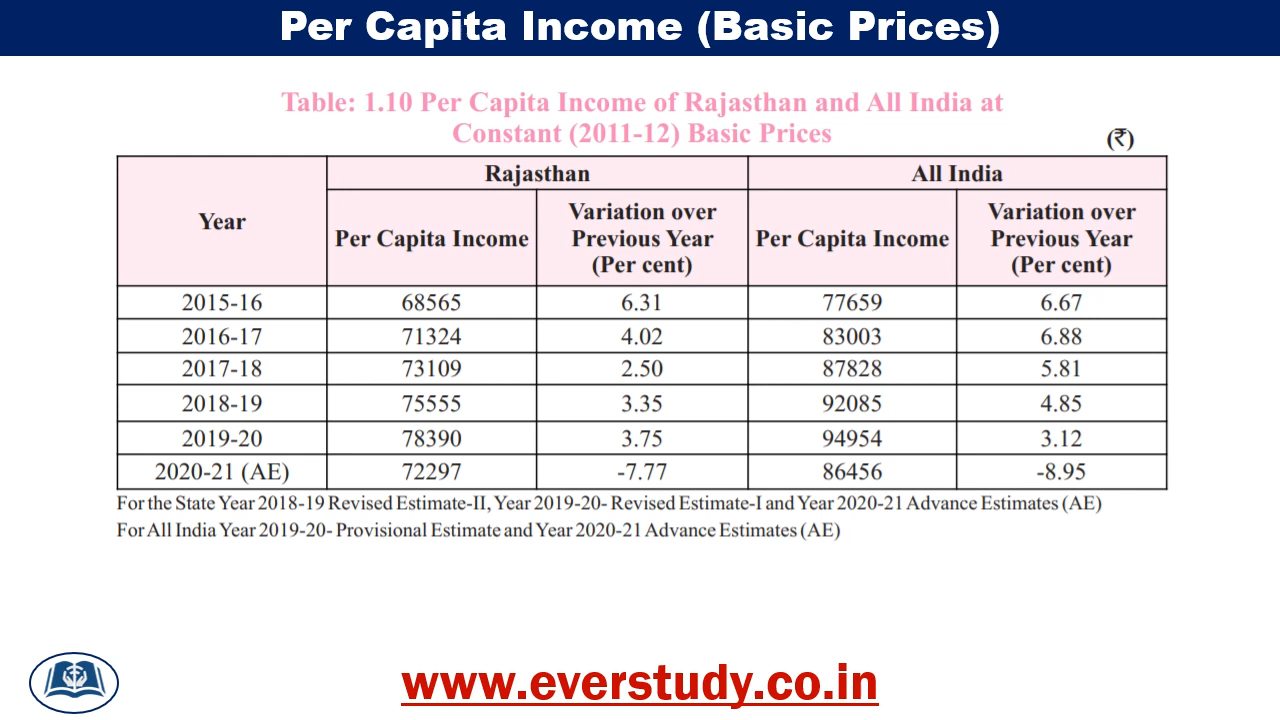 Per Capita Income (Basic Prices)
Table: 1.10 Per Capita Income of Rajasthan and All India at
Constant (2011-12) Basic Prices
(₹)
Year Rajasthan All India
Per Capita Income Variation over Previous Year (Per cent) Per Capita Income Variation over Previous Year (Per cent)
2015-16 68565 6.31 77659 6.67
2016-17 71324 4.02 83003 6.88
2017-18 73109 2.50 87828 5.81
2018-19 75555 3.35 92085 4.85
2019-20 78390 3.75 94954 3.12
2020-21 (AE) 72297 -7.77 86456 -8.95
For the State Year 2018-19 Revised Estimate-II, Year 2019-20- Revised Estimate-I and Year 2020-21 Advance Estimates (AE)
For All India Year 2019-20- Provisional Estimate and Year 2020-21 Advance Estimates (AE)
www.everstudy.co.in